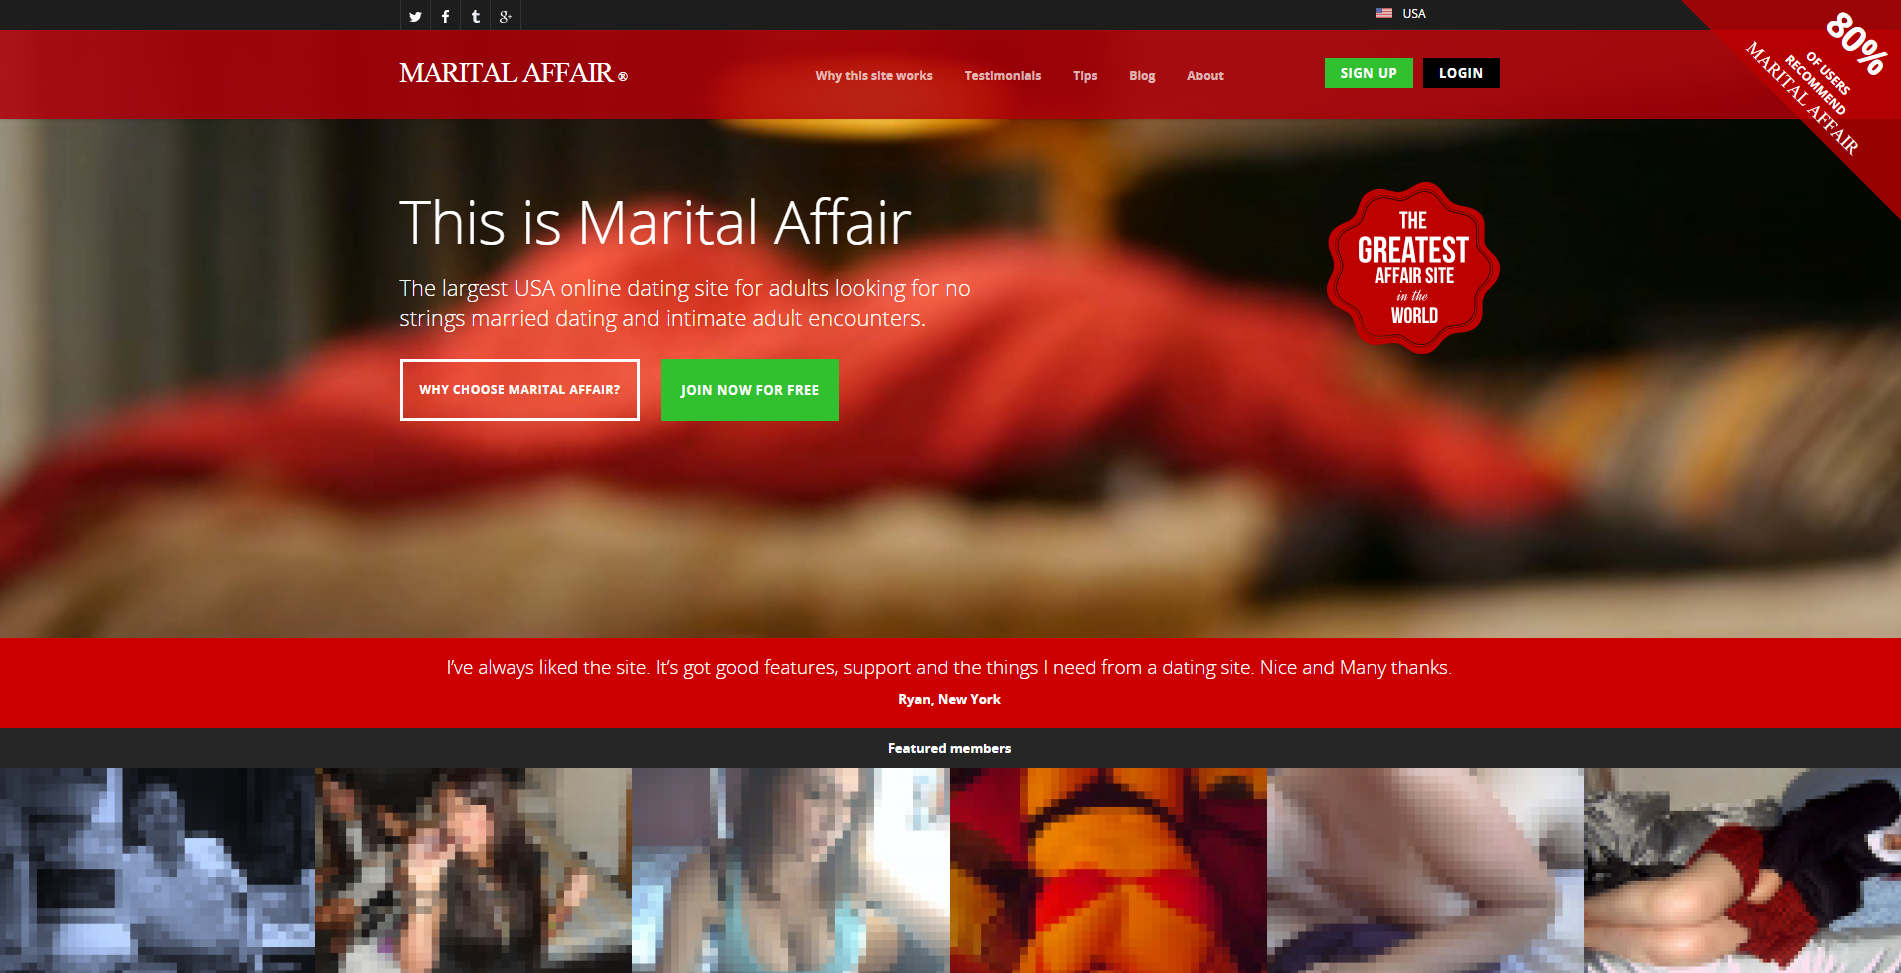 USA
MARITAL AFFAIR ®
Why this site works
Testimonials
Tips
Blog
About
SIGN UP
LOGIN
80%
OF USERS
RECOMMEND
MARITAL AFFAIR
This is Marital Affair
The largest USA online dating site for adults looking for no
strings married dating and intimate adult encounters.
WHY CHOOSE MARITAL AFFAIR?
JOIN NOW FOR FREE
THE
GREATEST
AFFAIR SITE
in the
WORLD
I've always liked the site. It's got good features, support and the things I need from a dating site. Nice and Many thanks.
Ryan, New York
Featured members